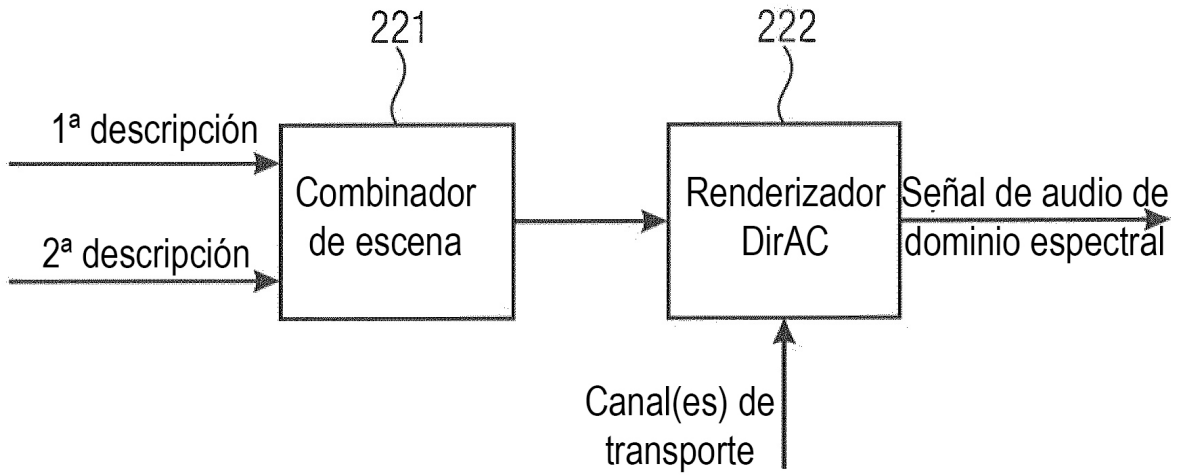 221
222
1ª descripción
2ª descripción
Combinador
de escena
Renderizador
DirAC
Señal de audio de
dominio espectral
Canal(es) de
transporte